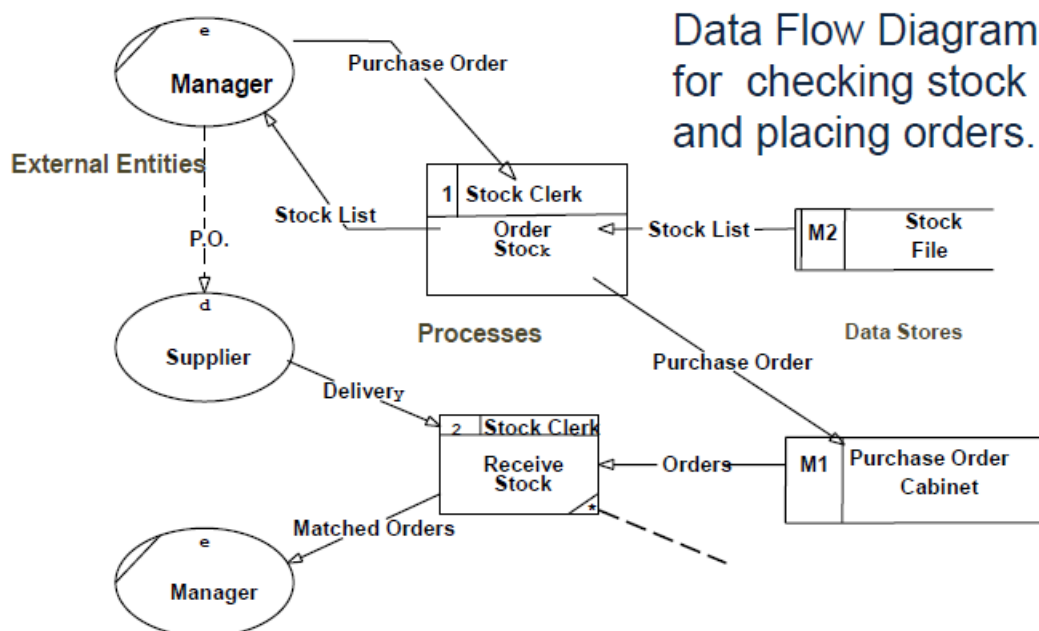 Data Flow Diagram
for checking stock
and placing orders.
e
Manager
Purchase Order
External Entities
1 Stock Clerk
Order
Stock
Stock List
Stock List
M2
Stock
File
P.O.
d
Supplier
Processes
Data Stores
Purchase Order
Delivery
2 Stock Clerk
Receive
Stock
*
Orders
M1
Purchase Order
Cabinet
Matched Orders
e
Manager